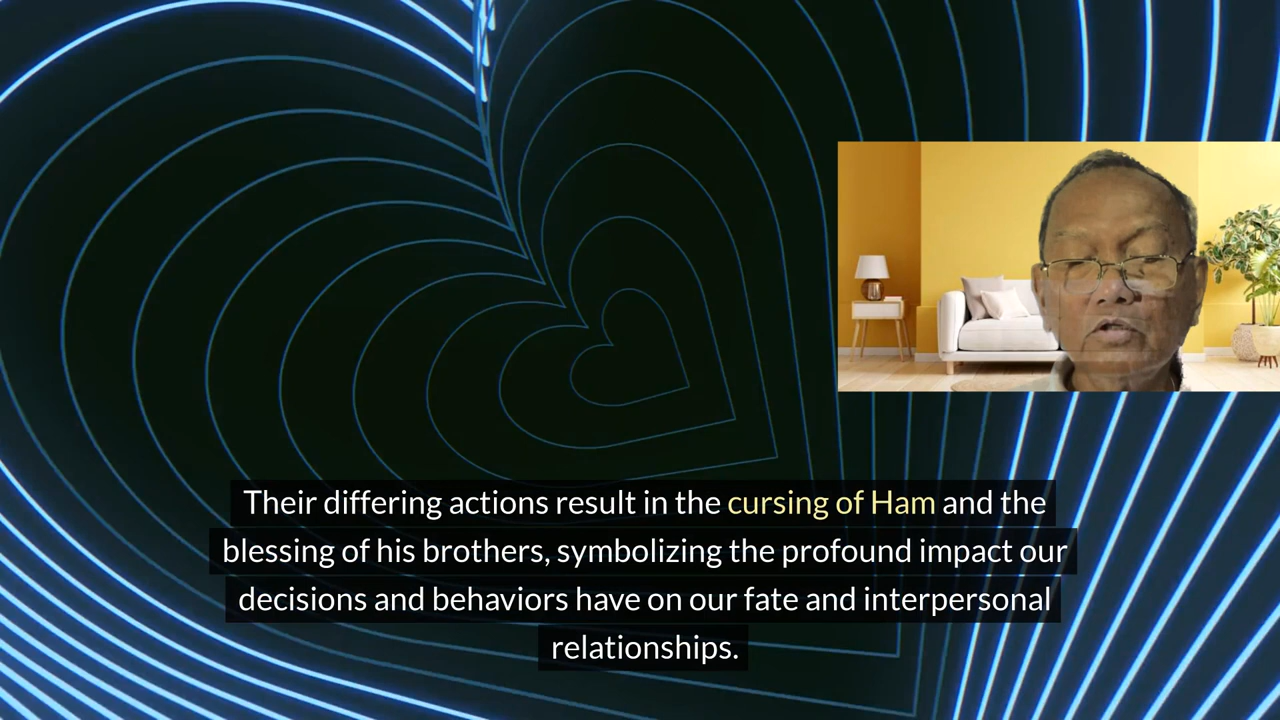 Their differing actions result in the cursing of Ham and the
blessing of his brothers, symbolizing the profound impact our
decisions and behaviors have on our fate and interpersonal
relationships.